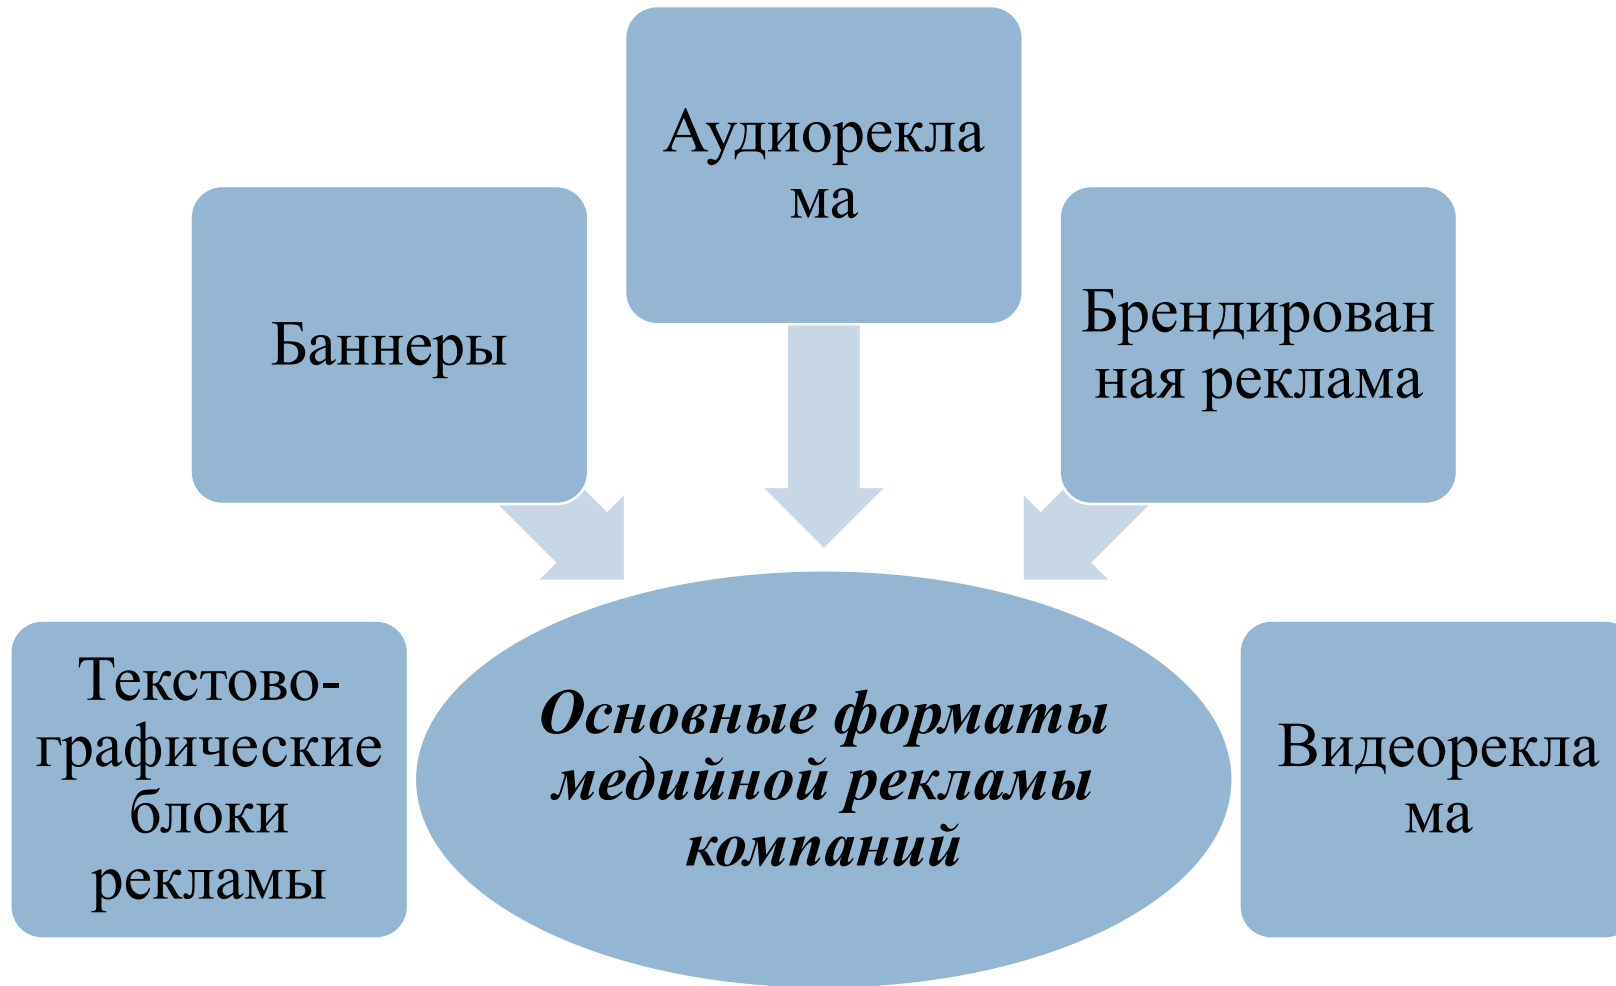 Аудиорекла
ма
Баннеры
Брендирован
ная реклама
Текстово-
графические
блоки
рекламы
Основные форматы
медийной рекламы
компаний
Видеорекла
ма